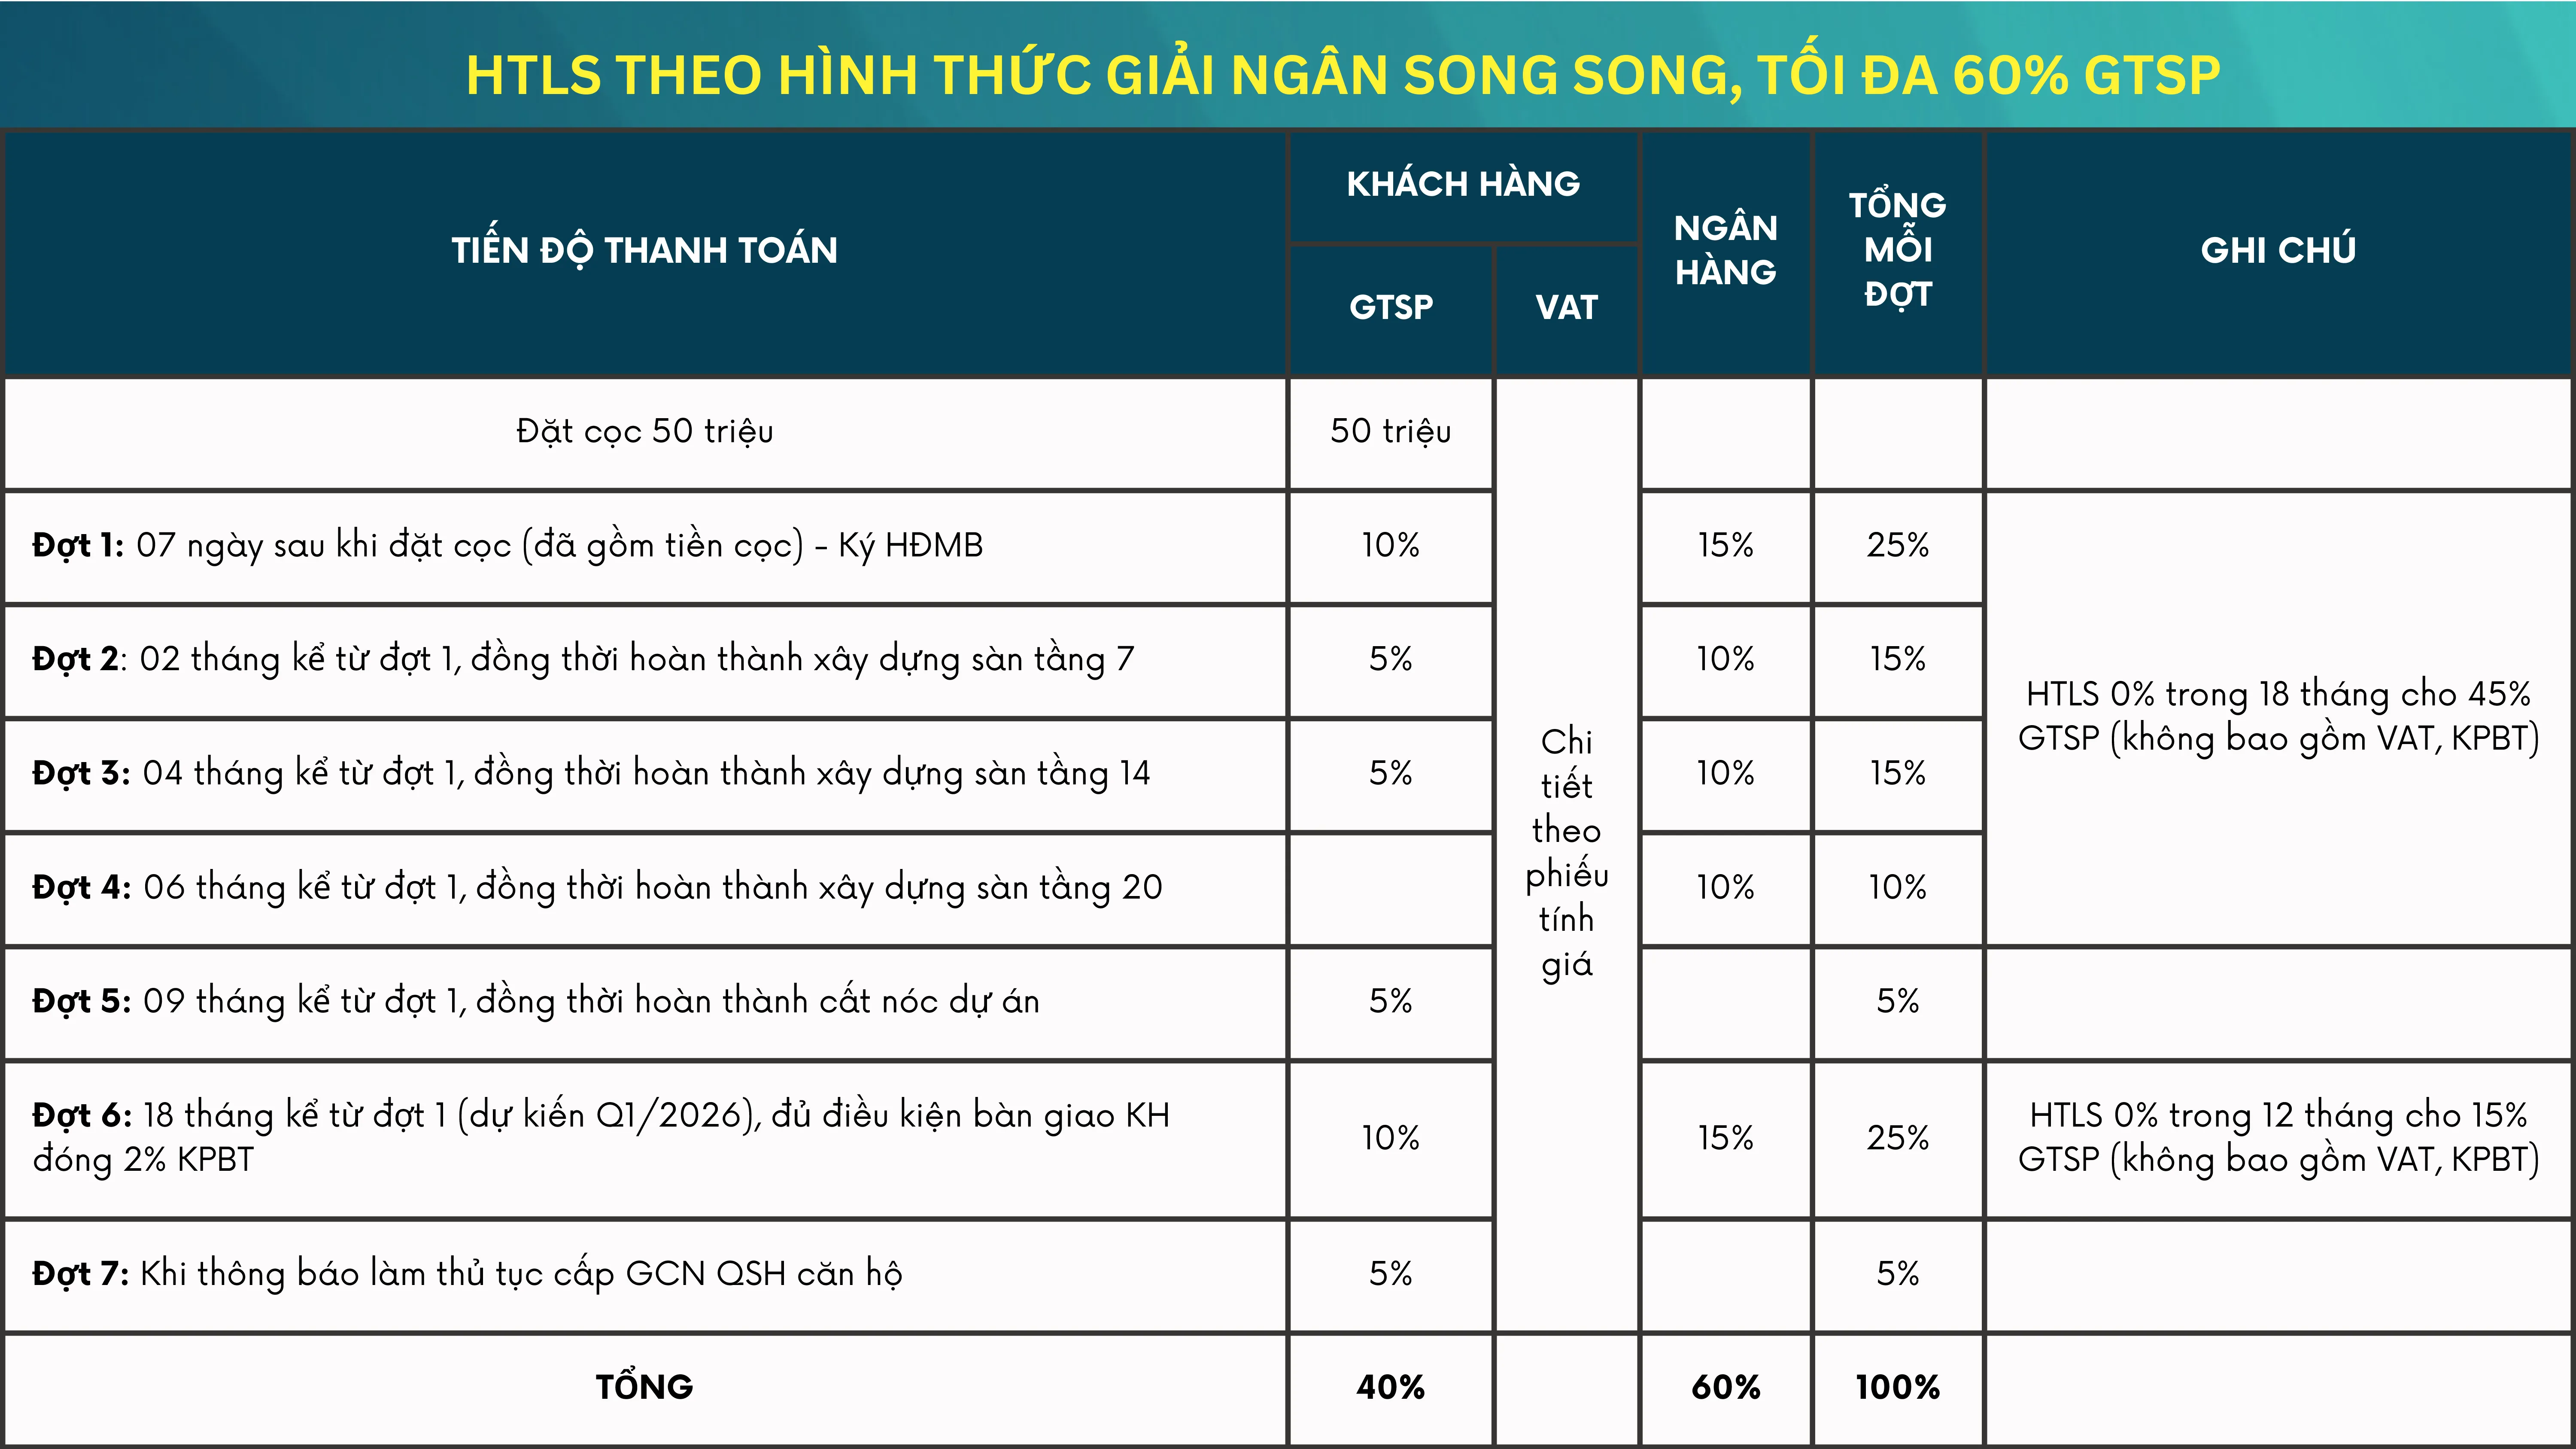 HTLS THEO HÌNH THỨC GIẢI NGÂN SONG SONG, TỐI ĐA 60% GTSP
TIẾN ĐỘ THANH TOÁN
KHÁCH HÀNG
GTSP
VAT
NGÂN
HÀNG
TỔNG
MỖI
ĐỢT
GHI CHÚ
Đặt cọc 50 triệu
50 triệu
Chi
tiết
theo
phiếu
tính
giá
Đợt 1: 07 ngày sau khi đặt cọc (đã gồm tiền cọc) - Ký HĐMB
10%
15%
25%
HTLS 0% trong 18 tháng cho 45%
GTSP (không bao gồm VAT, KPBT)
Đợt 2: 02 tháng kể từ đợt 1, đồng thời hoàn thành xây dựng sàn tầng 7
5%
10%
15%
Đợt 3: 04 tháng kể từ đợt 1, đồng thời hoàn thành xây dựng sàn tầng 14
5%
10%
15%
Đợt 4: 06 tháng kể từ đợt 1, đồng thời hoàn thành xây dựng sàn tầng 20
10%
10%
Đợt 5: 09 tháng kể từ đợt 1, đồng thời hoàn thành cất nóc dự án
5%
5%
Đợt 6: 18 tháng kể từ đợt 1 (dự kiến Q1/2026), đủ điều kiện bàn giao KH
đóng 2% KPBT
10%
15%
25%
HTLS 0% trong 12 tháng cho 15%
GTSP (không bao gồm VAT, KPBT)
Đợt 7: Khi thông báo làm thủ tục cấp GCN QSH căn hộ
5%
5%
TỔNG
40%
60%
100%